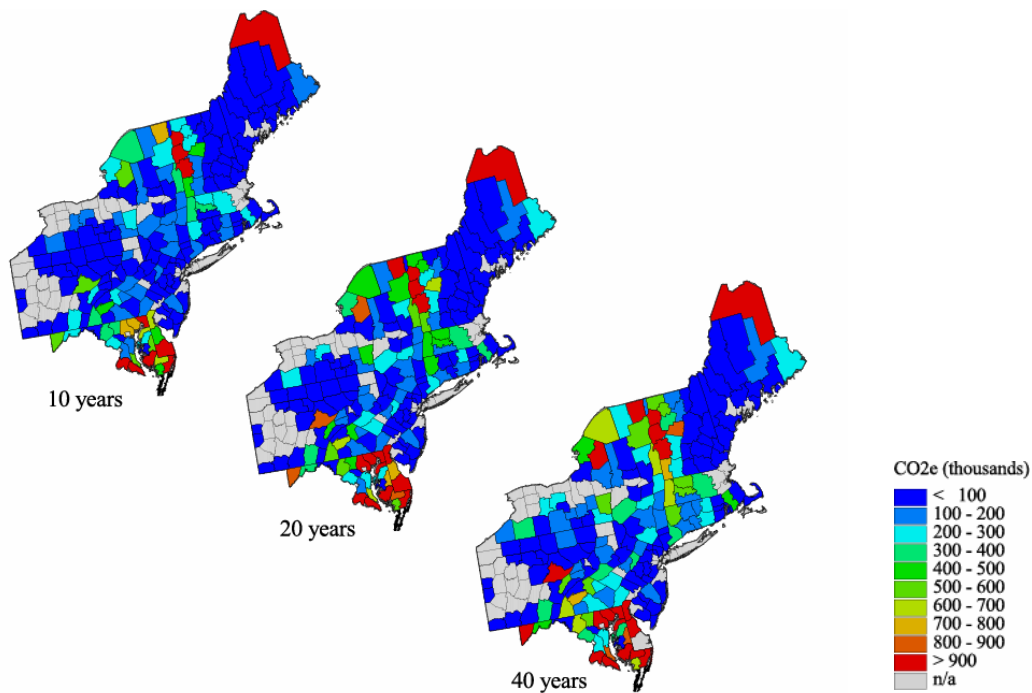 10 years
20 years
40 years
CO2e (thousands)
< 100
100 - 200
200 - 300
300 - 400
400 - 500
500 - 600
600 - 700
700 - 800
800 - 900
> 900
n/a